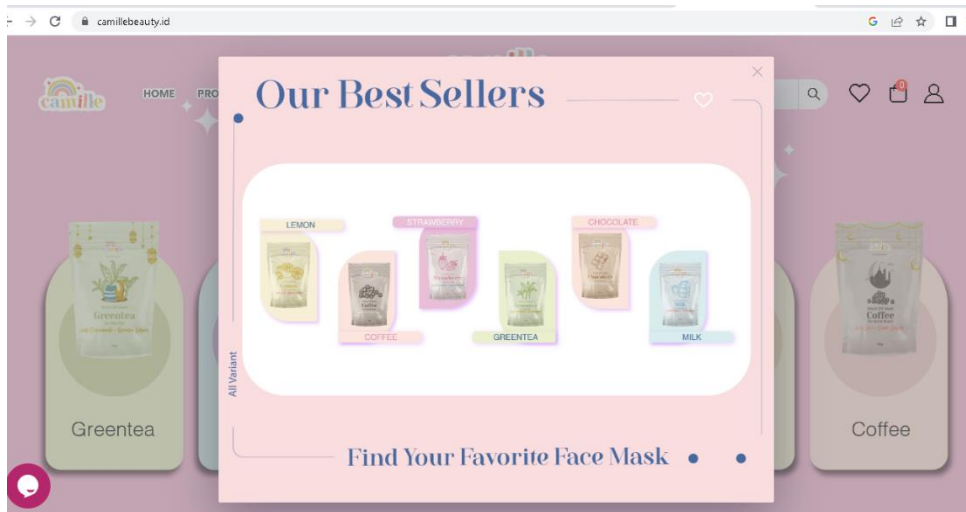 camillebeauty.id
camille
HOME
PRO
0
Our Best Sellers
LEMON
STRAWBERRY
CHOCOLATE
COFFEE
GREENTEA
MILK
All Variant
Find Your Favorite Face Mask
Greentea
Greentea
Coffee
Coffee